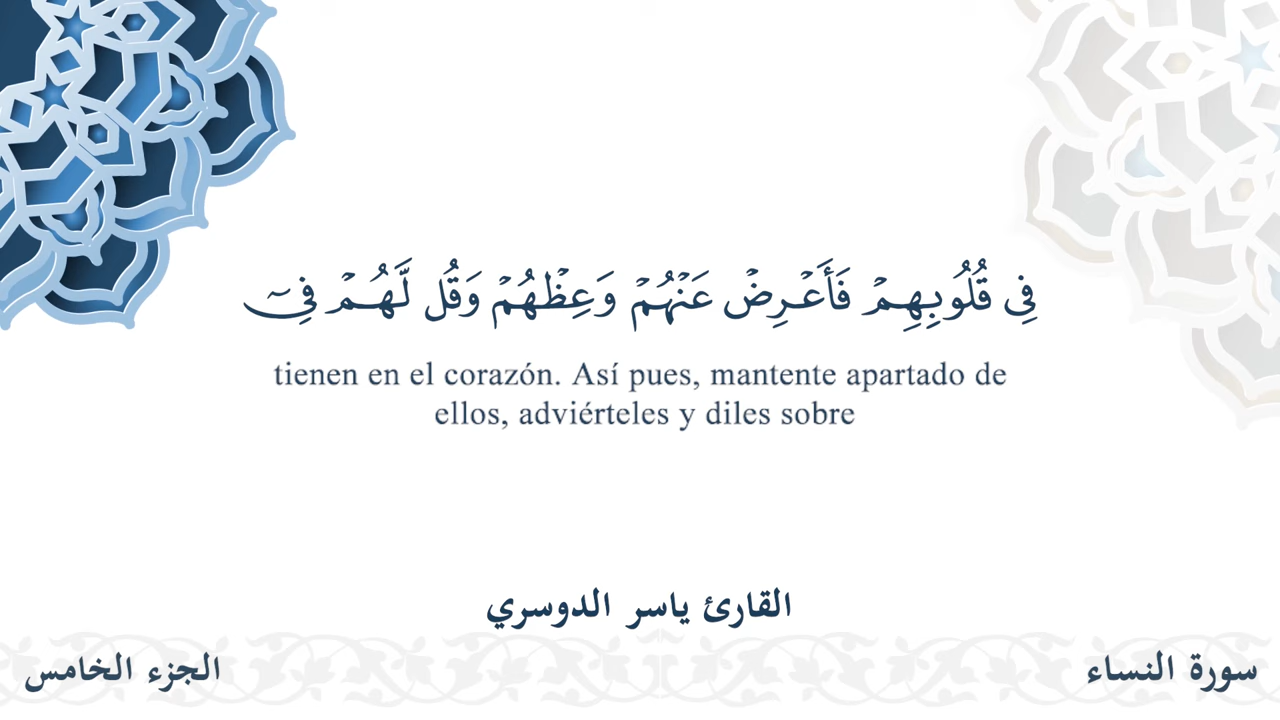 فِى قُلُوبِهِمۡ فَأَعۡرِضۡ عَنۡهُمۡ وَعِظۡهُمۡ وَقُل لَّهُمۡ فِىٓ
tienen en el corazón. Así pues, mantente apartado de
ellos, adviérteles y diles sobre
القارئ ياسر الدوسري
سورة النساء
الجزء الخامس